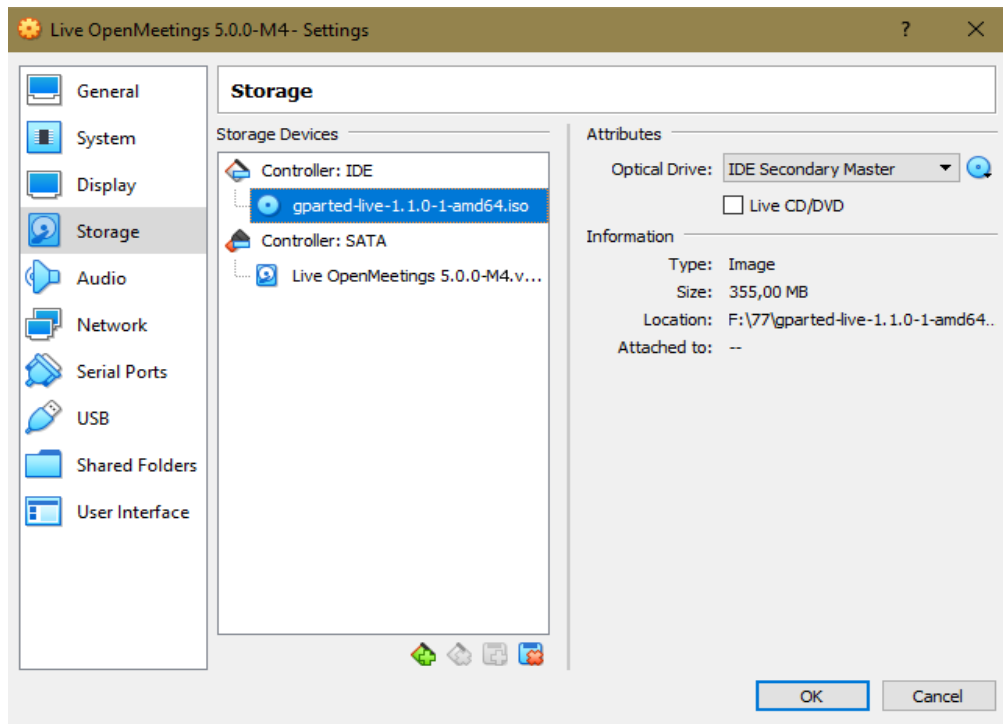 Live OpenMeetings 5.0.0-M4- Settings
?
General
System
Display
Storage
Audio
Network
Serial Ports
USB
Shared Folders
User Interface
Storage
Storage Devices
Controller: IDE
gparted-live-1.1.0-1-amd64.iso
Controller: SATA
Live OpenMeetings 5.0.0-M4.v...
Attributes
Optical Drive: IDE Secondary Master
Live CD/DVD
Information
Type: Image
Size: 355,00 MB
Location: F:\77\gparted-live-1.1.0-1-amd64..
Attached to: --
OK
Cancel